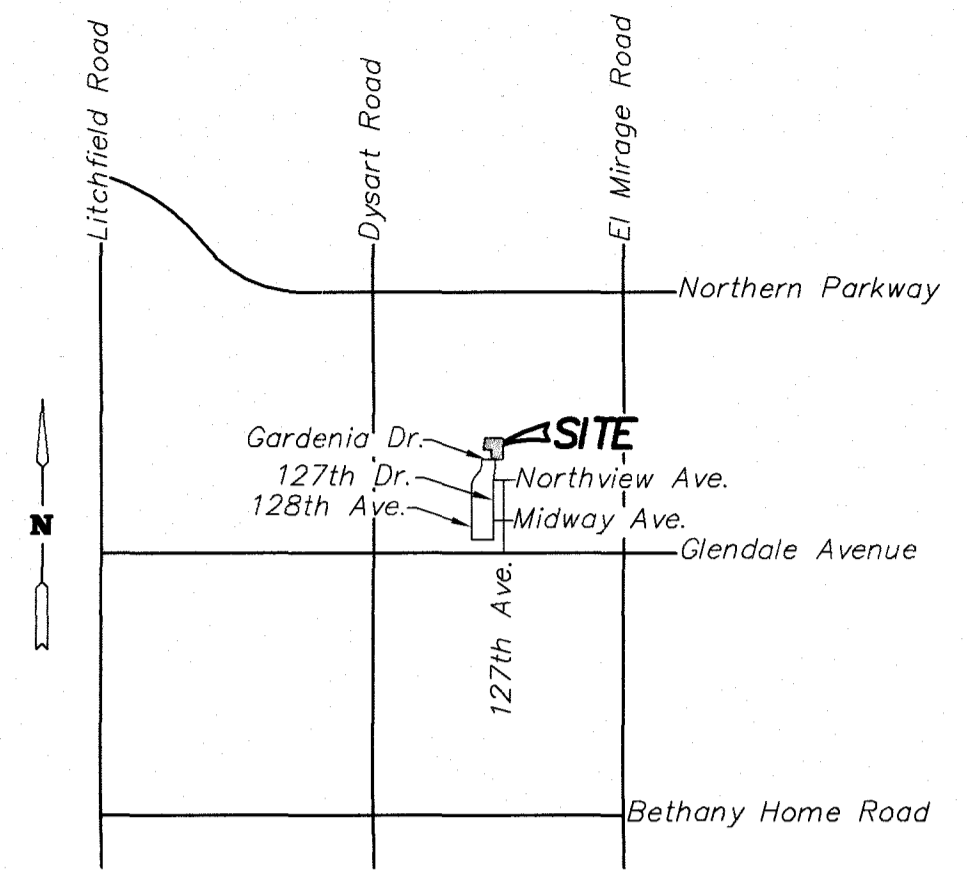 Litchfield Road
Dysart Road
El Mirage Road
Northern Parkway
SITE
Gardenia Dr.
127th Dr.
Northview Ave.
128th Ave.
Midway Ave.
N
Glendale Avenue
127th Ave.
Bethany Home Road